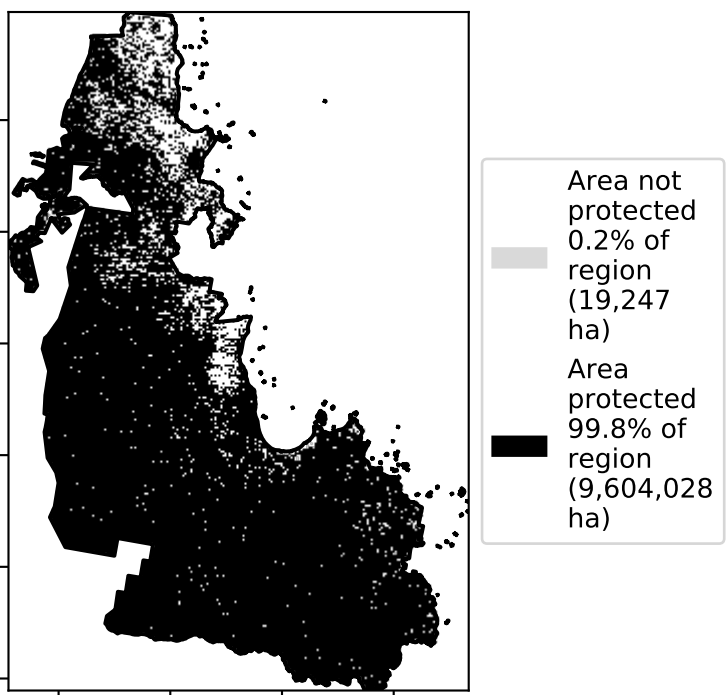 Area not
protected
0.2% of
region
(19,247
ha)
Area
protected
99.8% of
region
(9,604,028
ha)